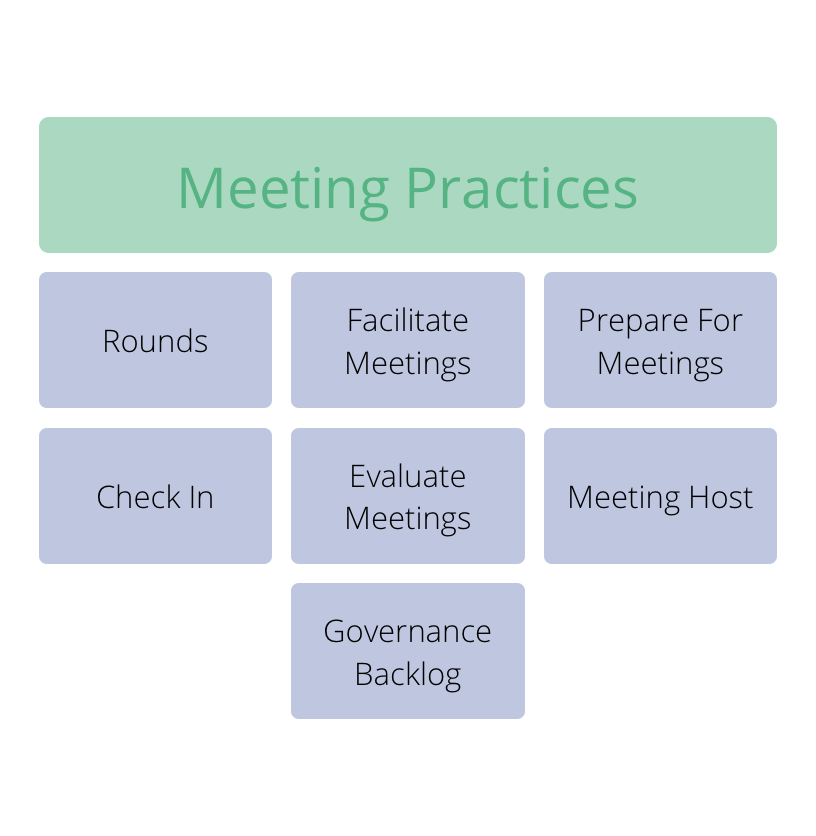 Meeting Practices
Rounds
Facilitate
Meetings
Prepare For
Meetings
Check In
Evaluate
Meetings
Meeting Host
Governance
Backlog